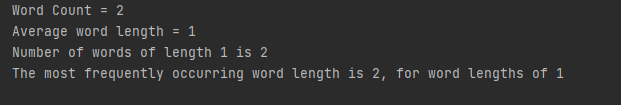 Word Count = 2
Average word length = 1
Number of words of length 1 is 2
The most frequently occurring word length is 2, for word lengths of 1